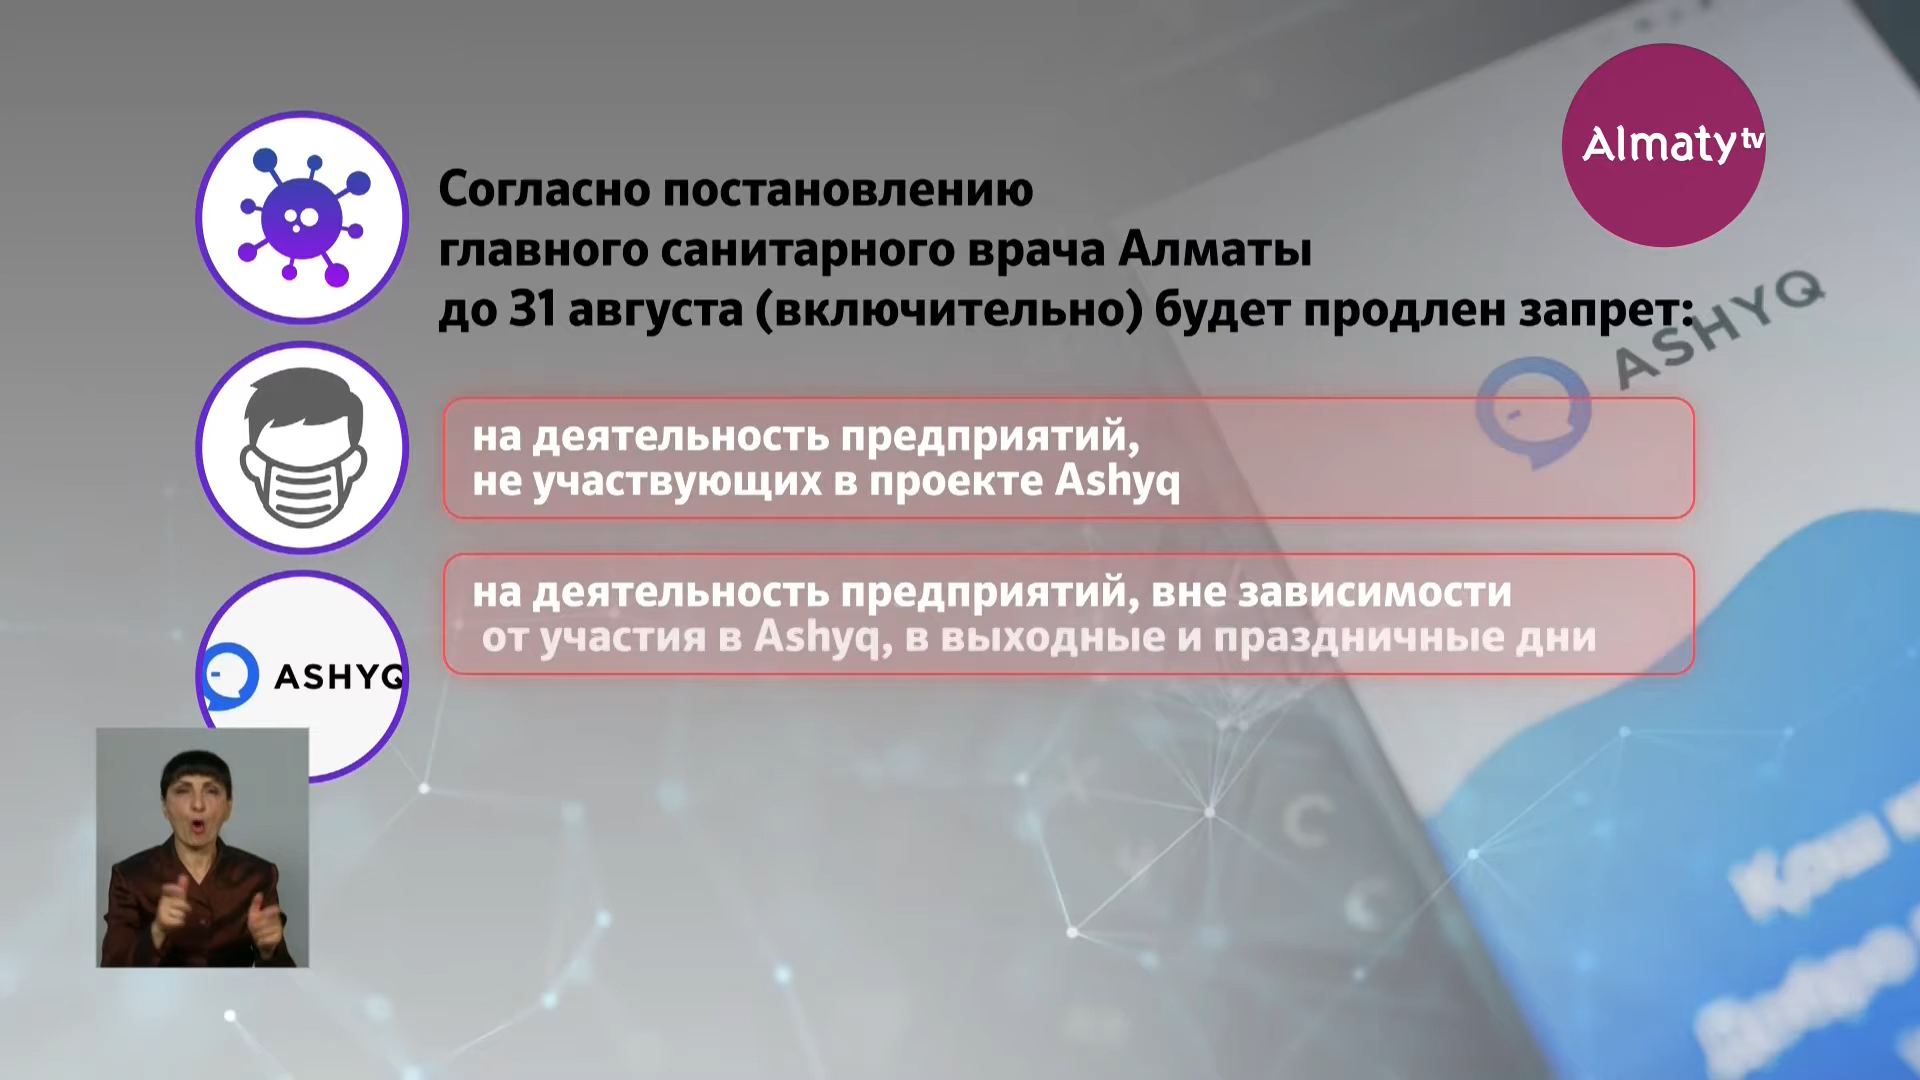 Almaty tv
Согласно постановлению
главного санитарного врача Алматы
до 31 августа (включительно) будет продлен запрет:
ASHYQ
на деятельность предприятий,
не участвующих в проекте Ashyq
на деятельность предприятий, вне зависимости
от участия в Ashyq, в выходные и праздничные дни
ASHYQ